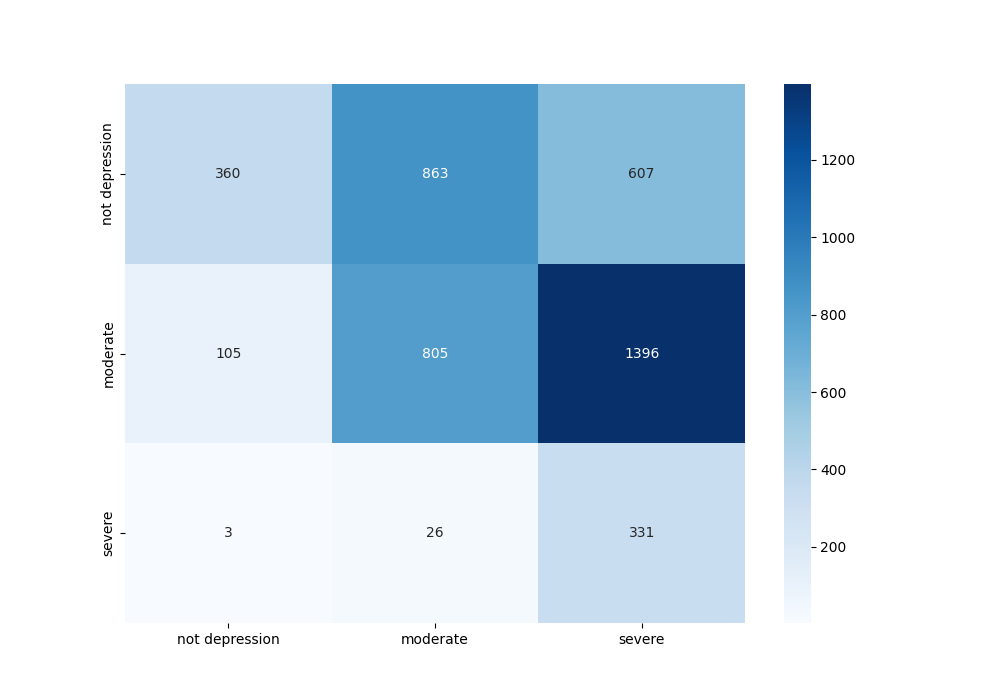 not depression
360 863 607
moderate
105 805 1396
severe
3 26 331
not depression moderate severe
1200
1000
800
600
400
200